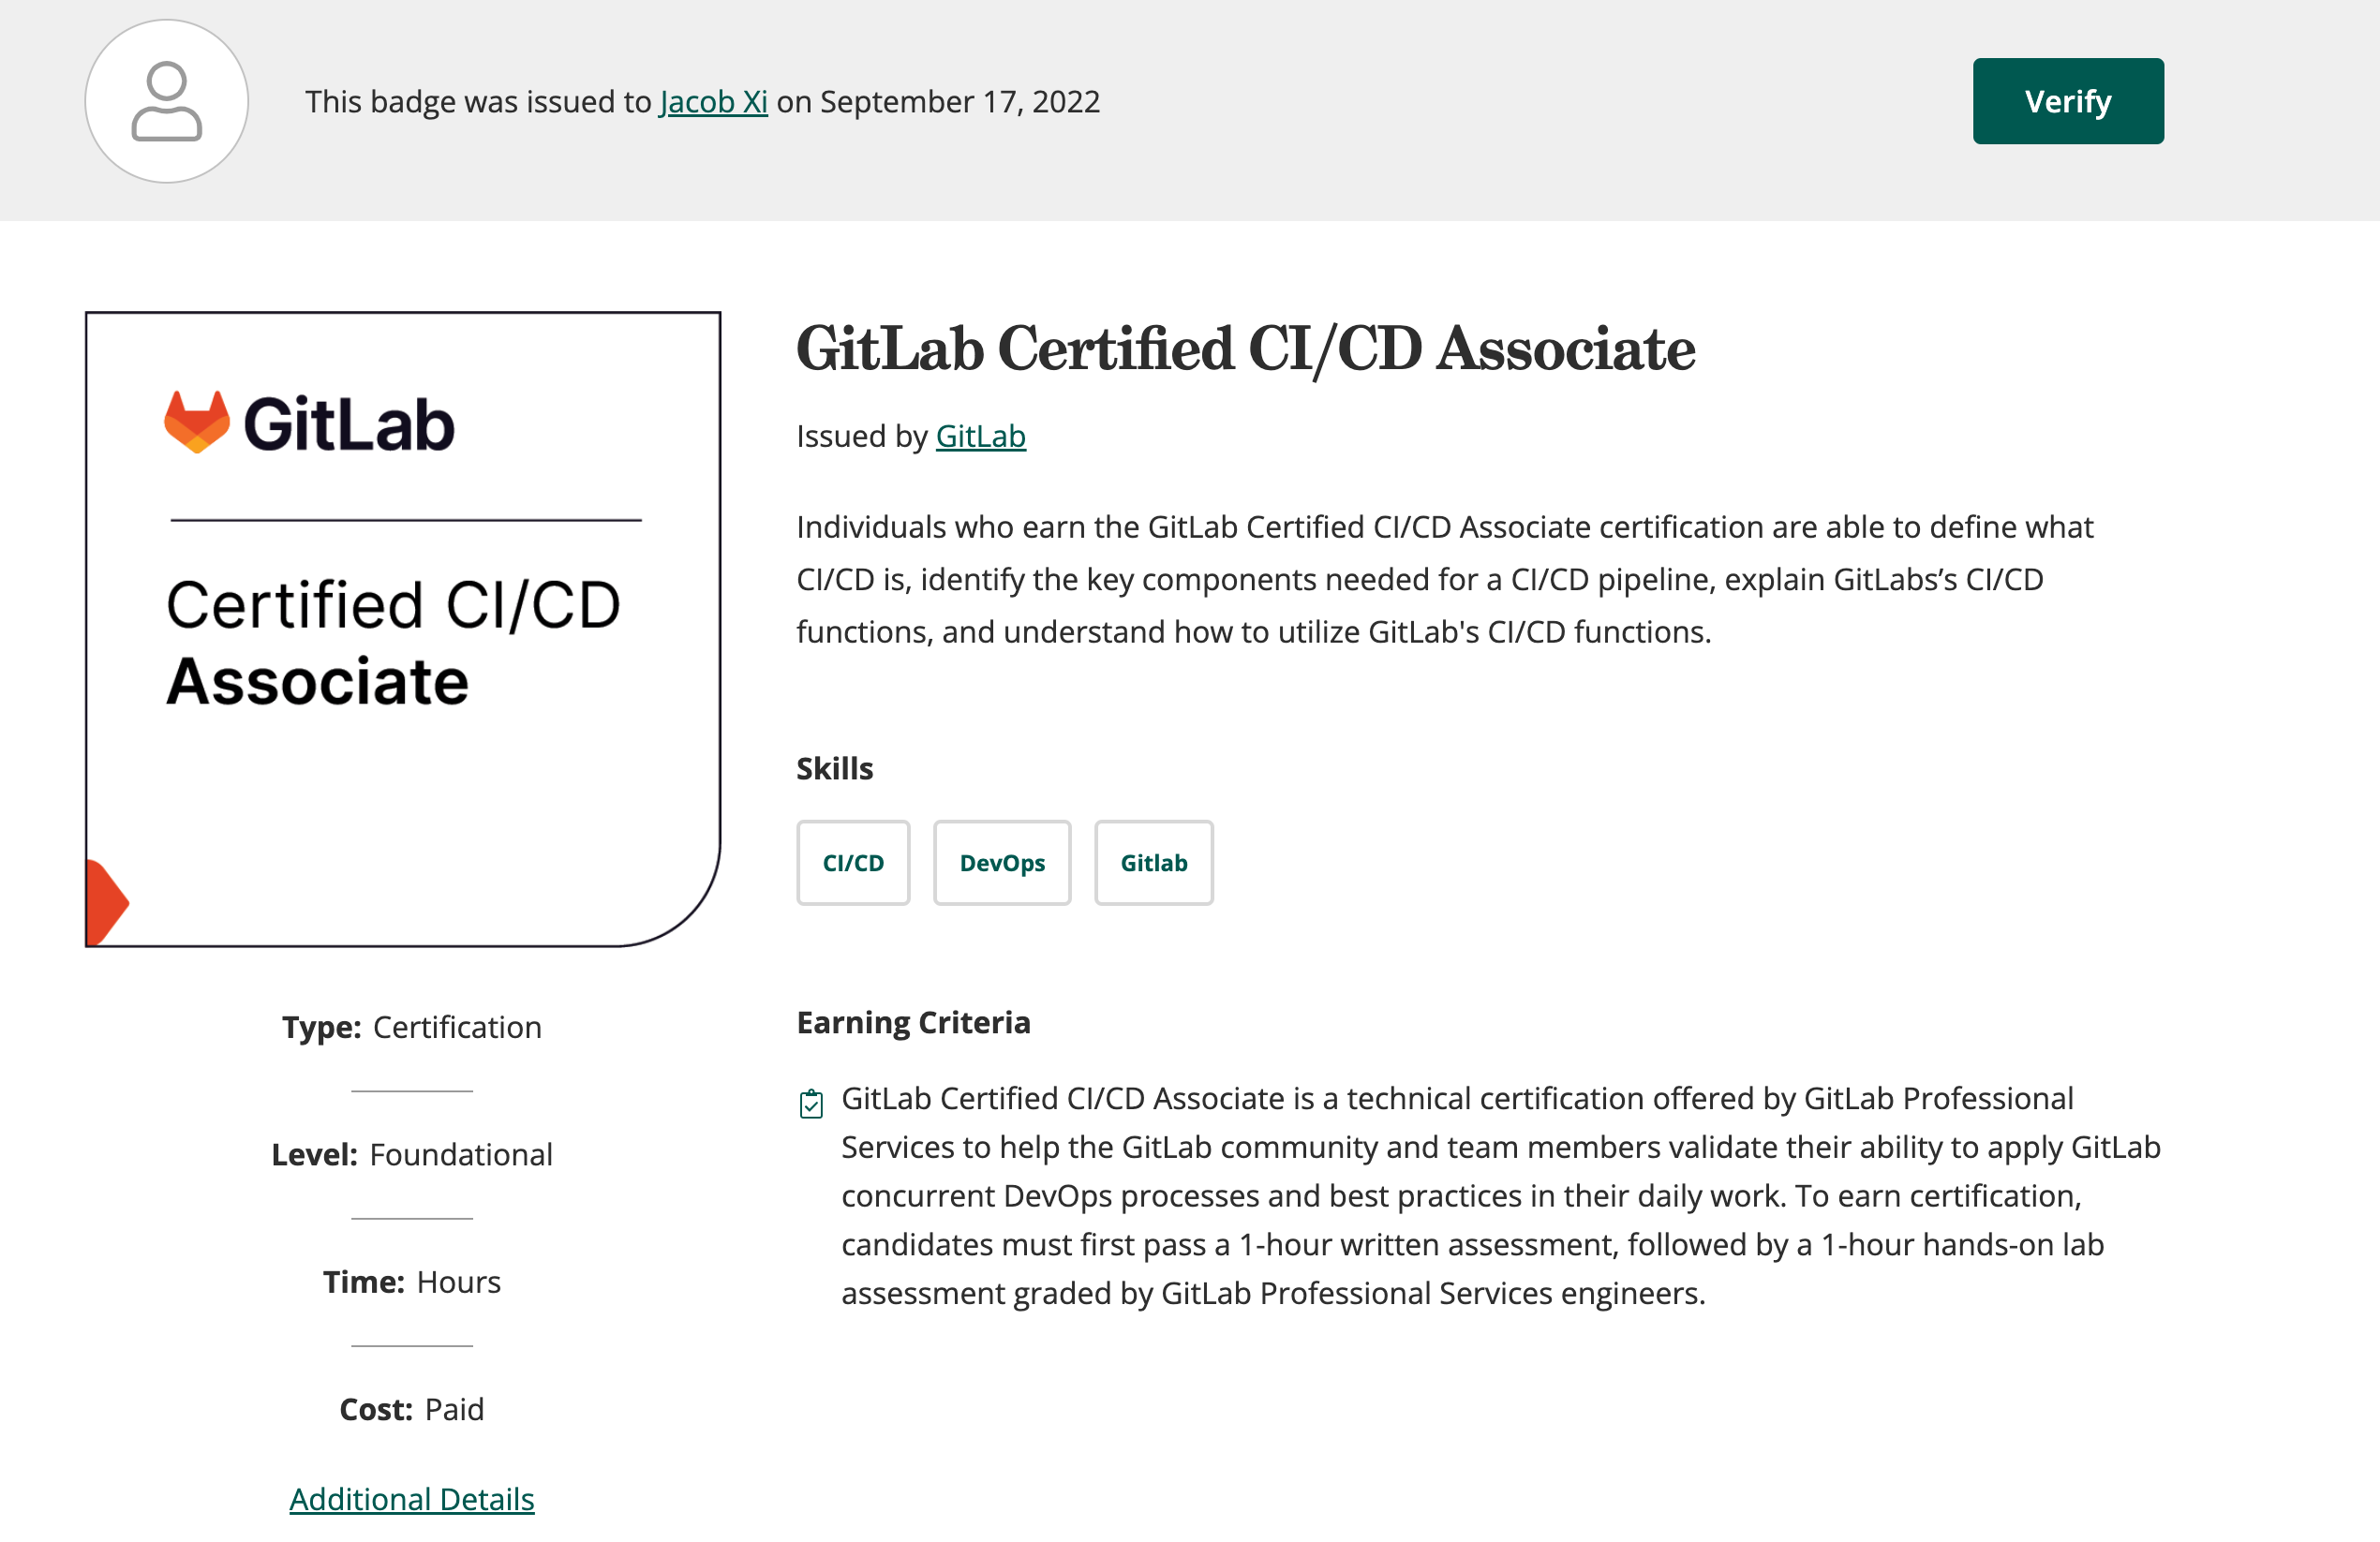 This badge was issued to Jacob Xi on September 17, 2022
Verify
GitLab
Certified CI/CD
Associate
Type: Certification
Level: Foundational
Time: Hours
Cost: Paid
Additional Details
GitLab Certified CI/CD Associate
Issued by GitLab
Individuals who earn the GitLab Certified CI/CD Associate certification are able to define what
CI/CD is, identify the key components needed for a CI/CD pipeline, explain GitLabs’s CI/CD
functions, and understand how to utilize GitLab's CI/CD functions.
Skills
CI/CD DevOps Gitlab
Earning Criteria
GitLab Certified CI/CD Associate is a technical certification offered by GitLab Professional
Services to help the GitLab community and team members validate their ability to apply GitLab
concurrent DevOps processes and best practices in their daily work. To earn certification,
candidates must first pass a 1-hour written assessment, followed by a 1-hour hands-on lab
assessment graded by GitLab Professional Services engineers.